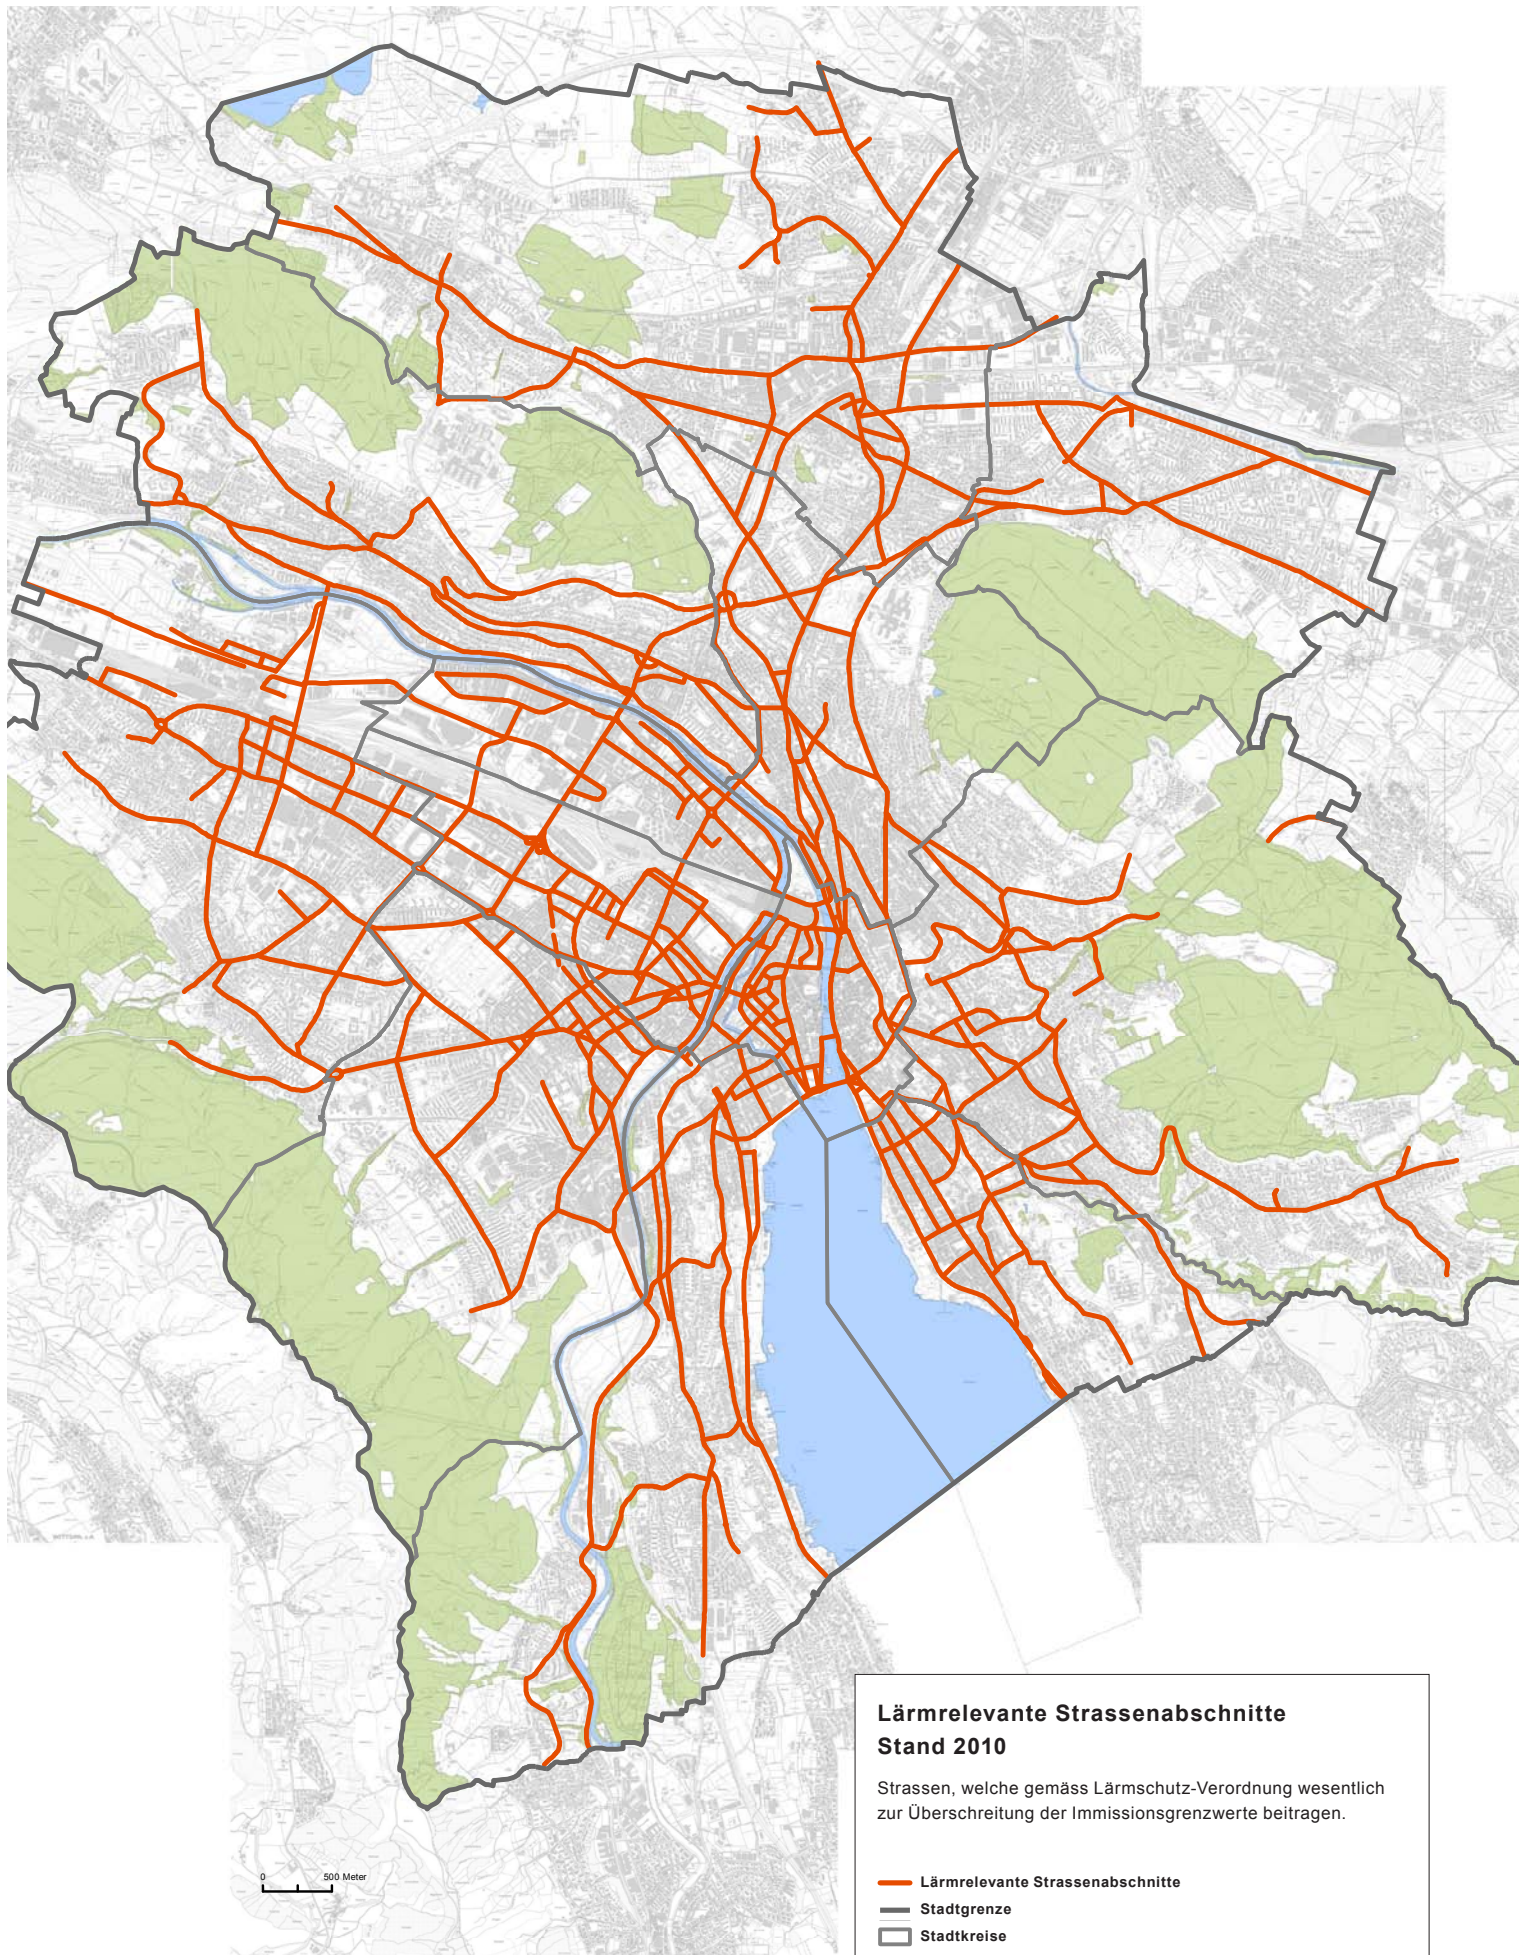 Lärmrelevante Strassenabschnitte
Stand 2010
Strassen, welche gemäss Lärmschutz-Verordnung wesentlich
zur Überschreitung der Immissionsgrenzwerte beitragen.
0 500 Meter
Lärmrelevante Strassenabschnitte
Stadtgrenze
Stadtkreise